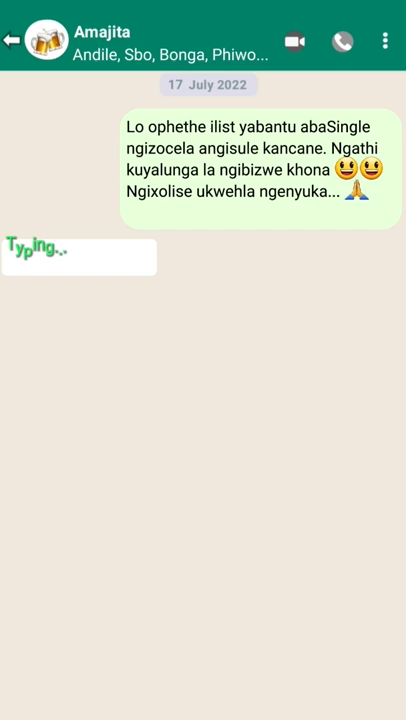 Amajita
Andile, Sbo, Bonga, Phiwo...
17 July 2022
Lo ophethe ilist yabantu abaSingle
ngizocela angisule kancane. Ngathi
kuyalunga la ngibizwe khona 😃😃
Ngixolise ukwehla ngenyuka... 🙏
Typing...